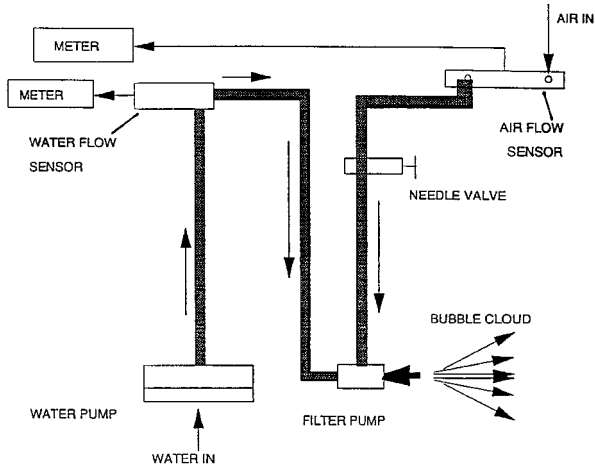 AIR IN
METER
METER
WATER FLOW
SENSOR
AIR FLOW
SENSOR
NEEDLE VALVE
BUBBLE CLOUD
WATER PUMP
FILTER PUMP
WATER IN